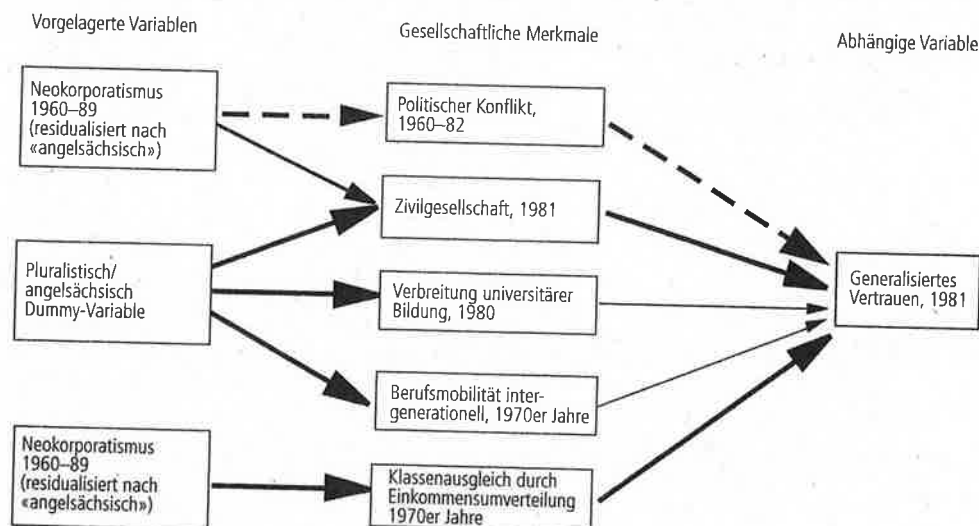 Vorgelagerte Variablen
Gesellschaftliche Merkmale
Abhängige Variable
Neokorporatismus
1960–89
(residualisiert nach
«angelsächsisch»)
Politischer Konflikt,
1960–82
Zivilgesellschaft, 1981
Pluralistisch/
angelsächsisch
Dummy-Variable
Verbreitung universitärer
Bildung, 1980
Generalisiertes
Vertrauen, 1981
Berufsmobilität inter-
generationell, 1970er Jahre
Neokorporatismus
1960–89
(residualisiert nach
«angelsächsisch»)
Klassenausgleich durch
Einkommensumverteilung
1970er Jahre